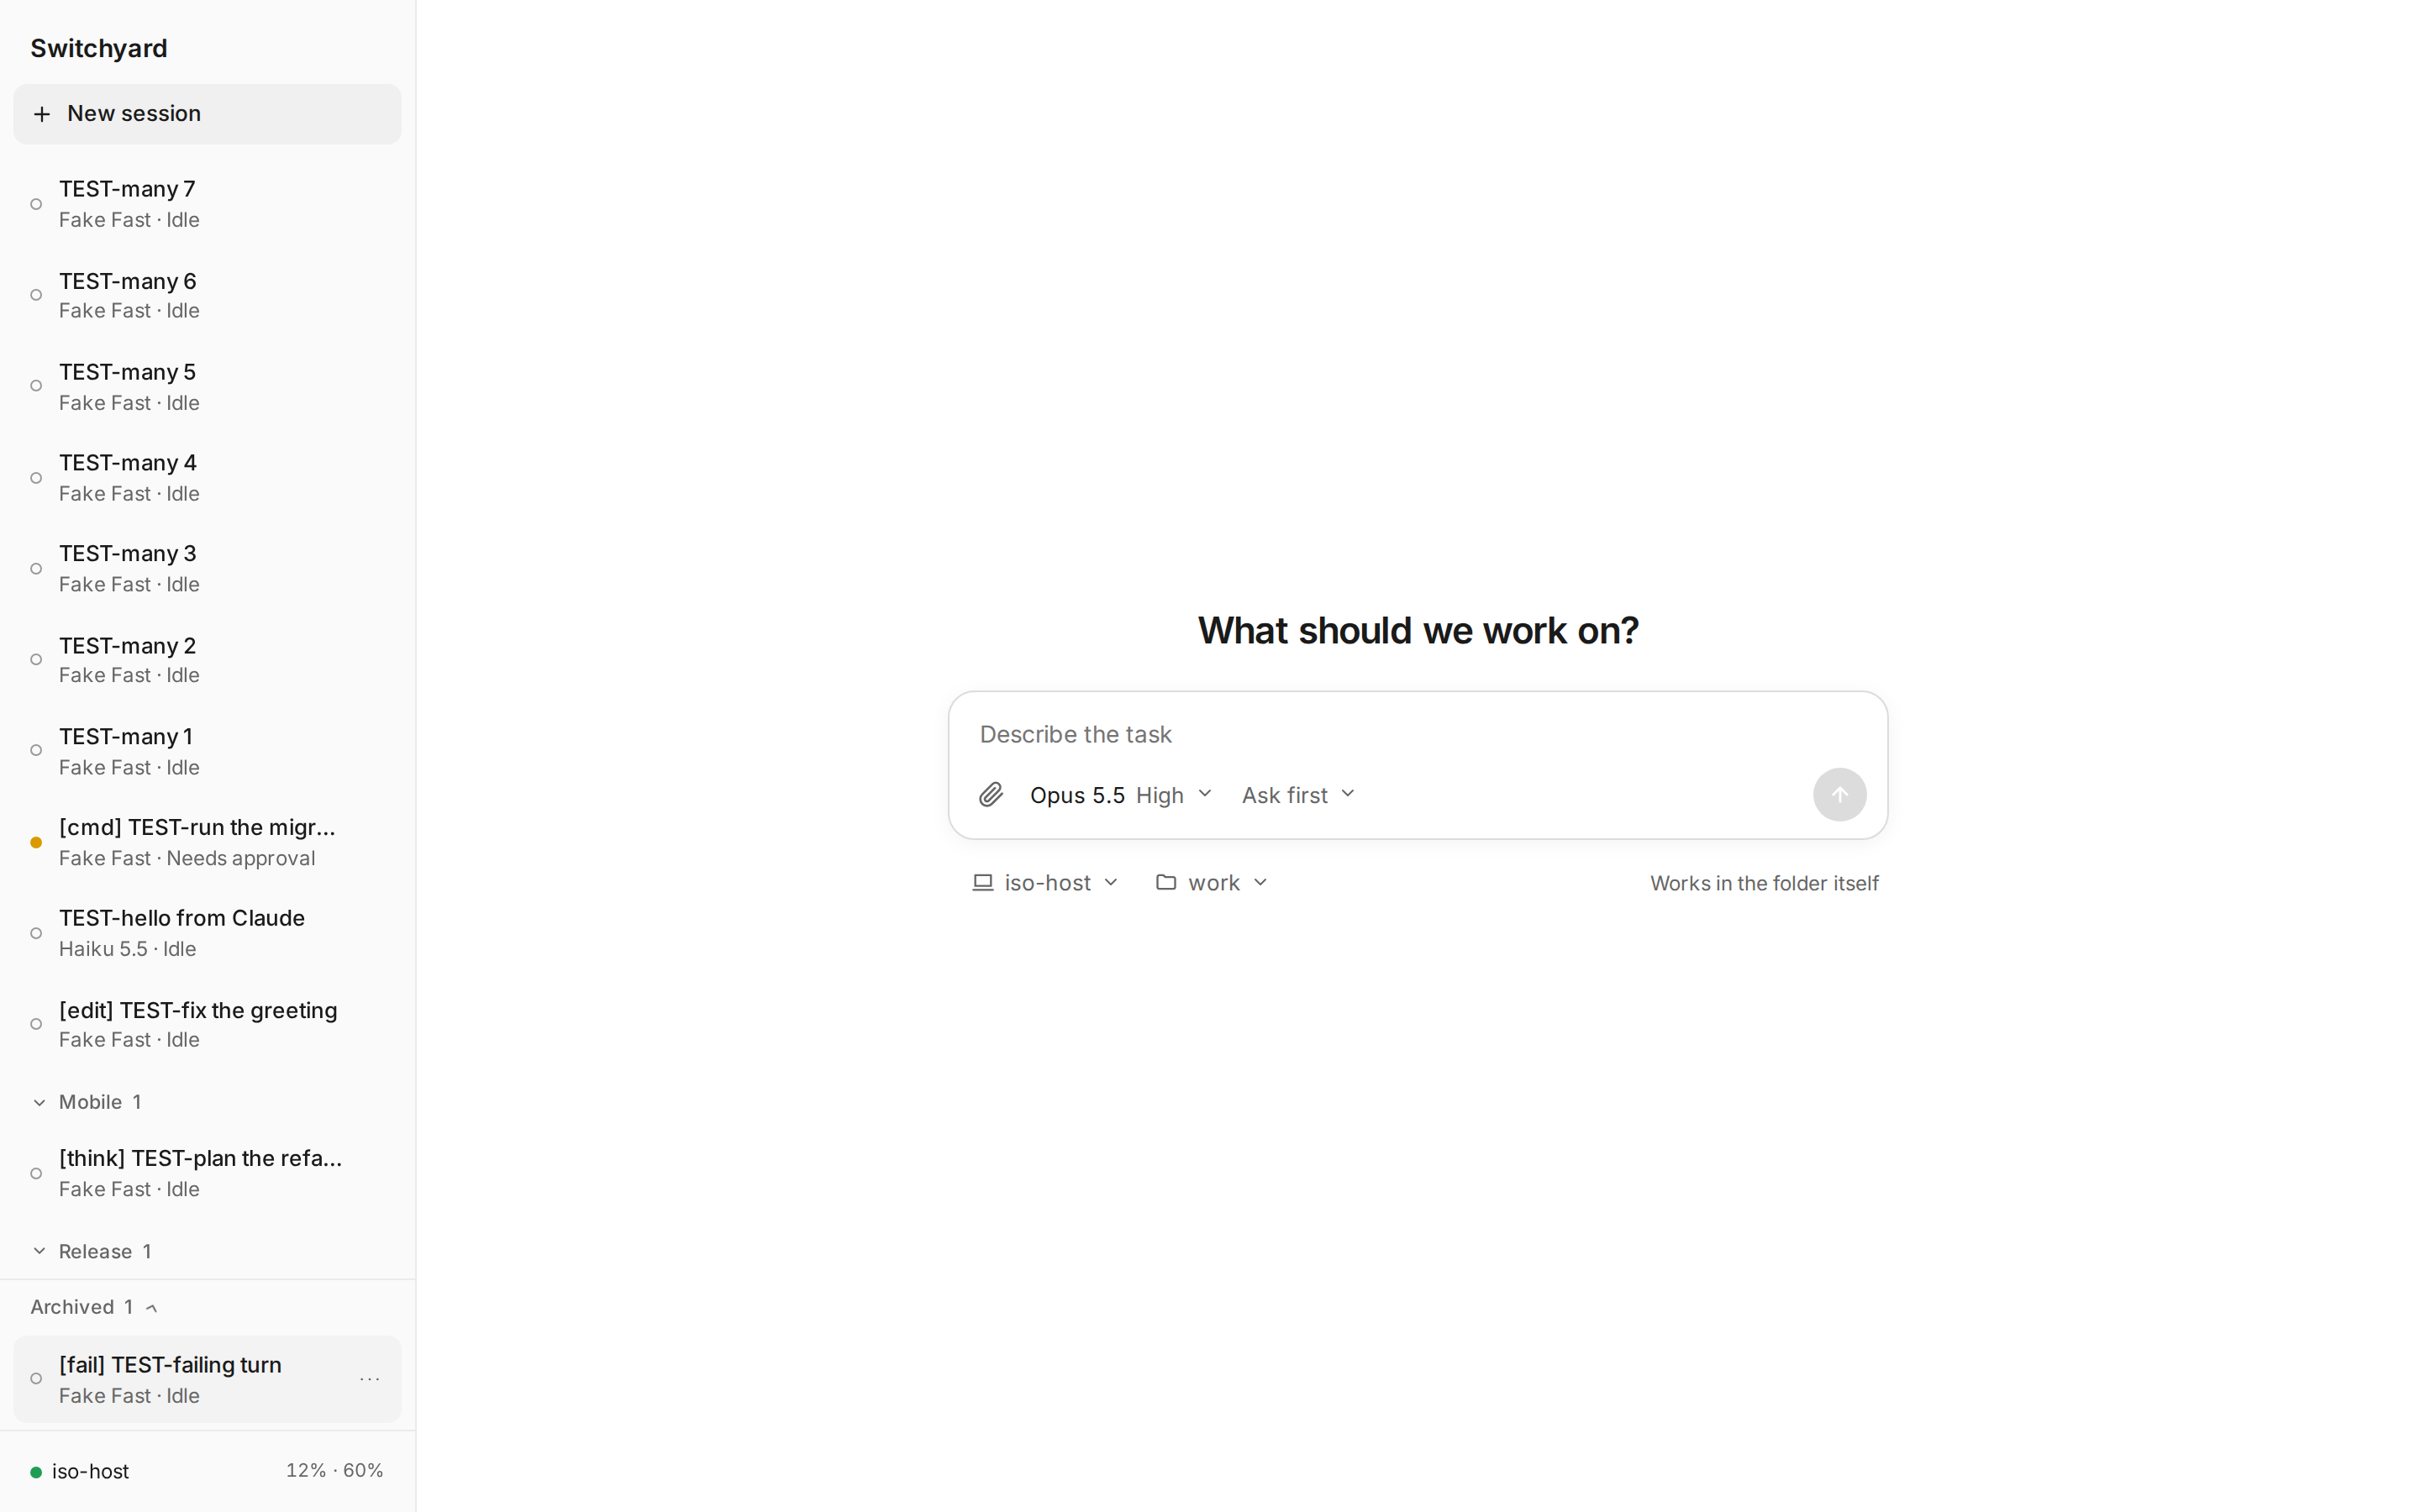 Switchyard
New session
TEST-many 7
Fake Fast · Idle
TEST-many 6
Fake Fast · Idle
TEST-many 5
Fake Fast · Idle
TEST-many 4
Fake Fast · Idle
TEST-many 3
Fake Fast · Idle
TEST-many 2
Fake Fast · Idle
TEST-many 1
Fake Fast · Idle
[cmd] TEST-run the migr...
Fake Fast · Needs approval
TEST-hello from Claude
Haiku 5.5 · Idle
[edit] TEST-fix the greeting
Fake Fast · Idle
Mobile 1
[think] TEST-plan the refa...
Fake Fast · Idle
Release 1
Archived 1
[fail] TEST-failing turn
Fake Fast · Idle
iso-host 12% · 60%
What should we work on?
Describe the task
Opus 5.5 High Ask first
iso-host work Works in the folder itself